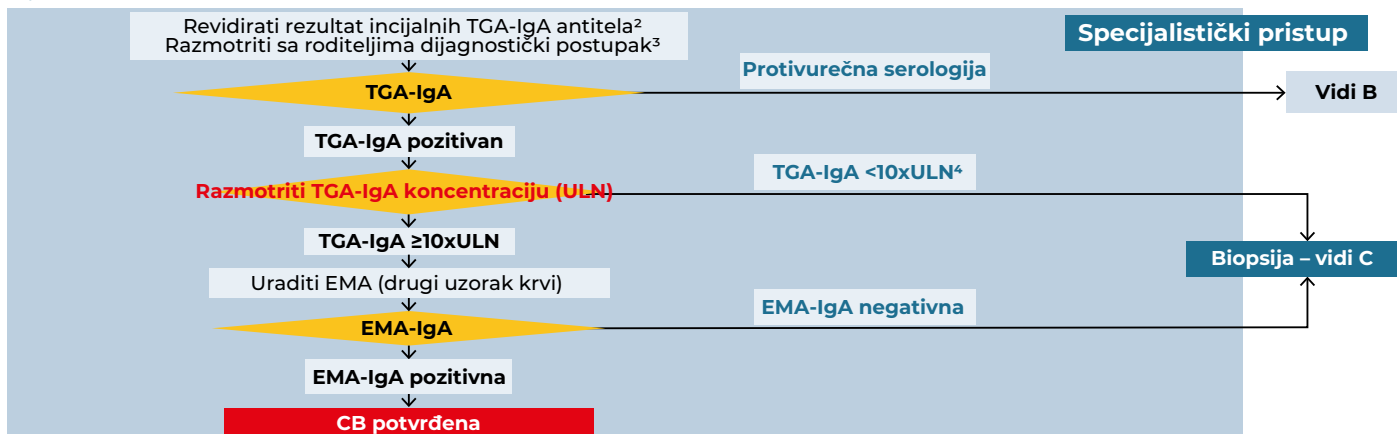 Revidirati rezultat incijalnih TGA-IgA antitela²
Razmotriti sa roditeljima dijagnostički postupak³
Specijalistički pristup
Protivurečna serologija
TGA-IgA
Vidi B
TGA-IgA pozitivan
TGA-IgA <10xULN⁴
Razmotriti TGA-IgA koncentraciju (ULN)
TGA-IgA ≥10xULN
Biopsija – vidi C
Uraditi EMA (drugi uzorak krvi)
EMA-IgA negativna
EMA-IgA
EMA-IgA pozitivna
CB potvrđena